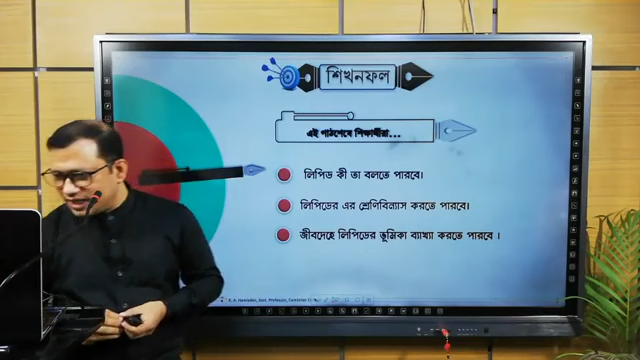 শিখনফল
এই পাঠশেষে শিক্ষার্থীরা...
লিপিড কী তা বলতে পারবে।
লিপিডের এর শ্রেণিবিন্যাস করতে পারবে।
জীবদেহে লিপিডের ভূমিকা ব্যাখ্যা করতে পারবে ।